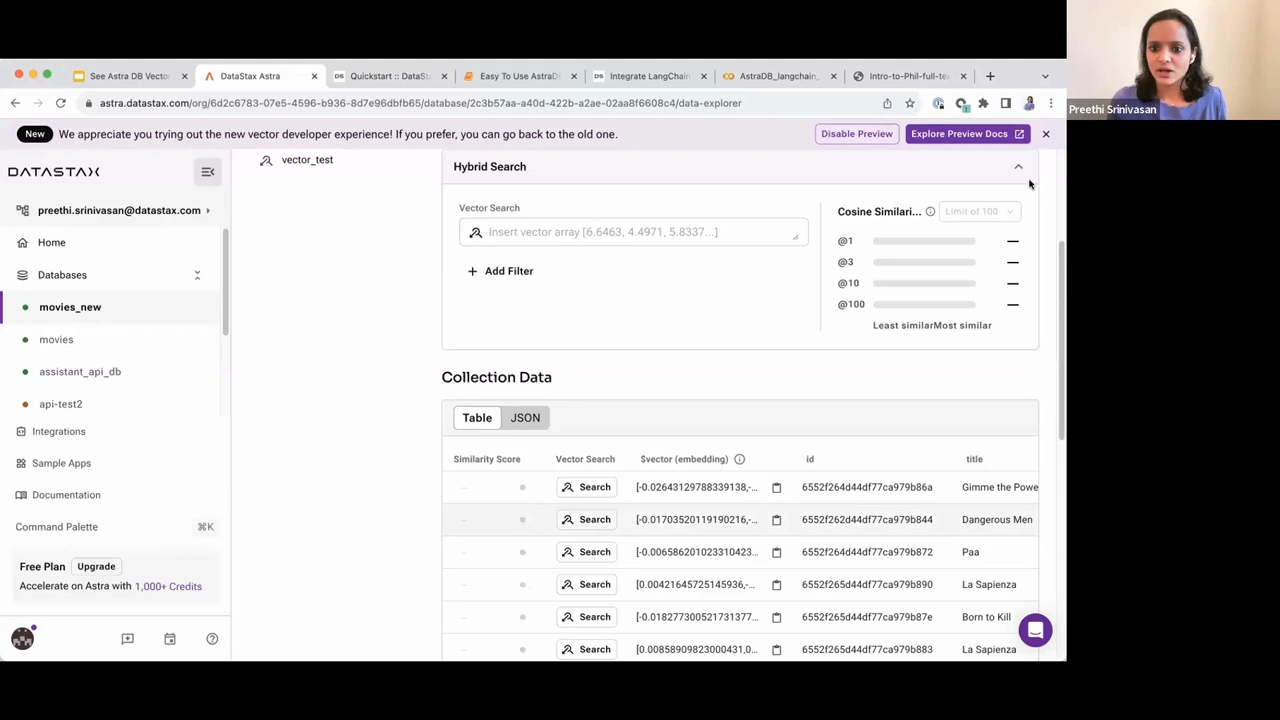 See Astra DB Vector
DataStax Astra
Quickstart :: DataSta
Easy To Use AstraD
Integrate LangChain
AstraDB_langchain_
Intro-to-Phil-full-te
astra.datastax.com/org/6d2c6783-07e5-4596-b936-8d7e96dbfb65/database/2c3b57aa-a40d-422b-a2ae-02aa8f6608c4/data-explorer
Preethi Srinivasan
New We appreciate you trying out the new vector developer experience! If you prefer, you can go back to the old one. Disable Preview Explore Preview Docs
DATASTAX
preethi.srinivasan@datastax.com
Home
Databases
movies_new
movies
assistant_api_db
api-test2
Integrations
Sample Apps
Documentation
Command Palette ⌘K
Free Plan Upgrade
Accelerate on Astra with 1,000+ Credits
vector_test
Hybrid Search
Vector Search
Insert vector array [6.6463, 4.4971, 5.8337...]
+ Add Filter
Cosine Similari... Limit of 100
@1 —
@3 —
@10 —
@100 —
Least similarMost similar
Collection Data
Table JSON
Similarity Score Vector Search $vector (embedding) id title
– Search [-0.02643129788339138,-... 6552f264d44df77ca979b86a Gimme the Powe
– Search [-0.01703520119190216,-... 6552f262d44df77ca979b844 Dangerous Men
– Search [-0.006586201023310423... 6552f264d44df77ca979b872 Paa
– Search [0.00421645725145936,-... 6552f265d44df77ca979b890 La Sapienza
– Search [-0.018277300521731377... 6552f265d44df77ca979b87e Born to Kill
– Search [0.00858909823000431,0... 6552f265d44df77ca979b883 La Sapienza